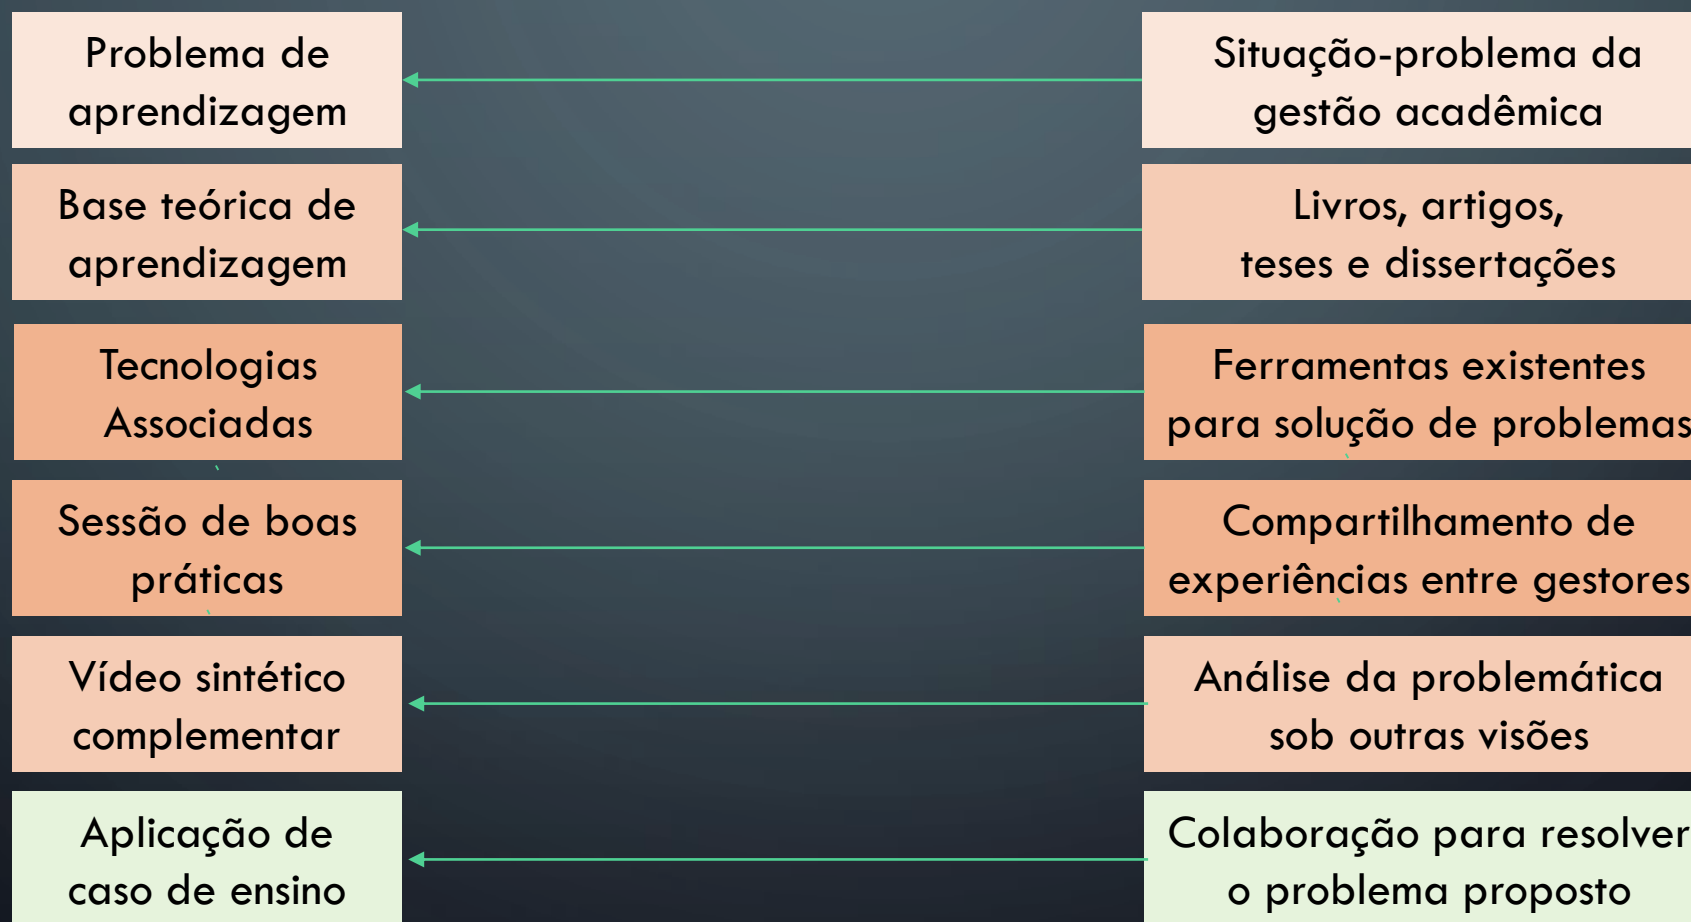 Problema de
aprendizagem
Situação-problema da
gestão acadêmica
Base teórica de
aprendizagem
Livros, artigos,
teses e dissertações
Tecnologias
Associadas
Ferramentas existentes
para solução de problemas
Sessão de boas
práticas
Compartilhamento de
experiências entre gestores
Vídeo sintético
complementar
Análise da problemática
sob outras visões
Aplicação de
caso de ensino
Colaboração para resolver
o problema proposto